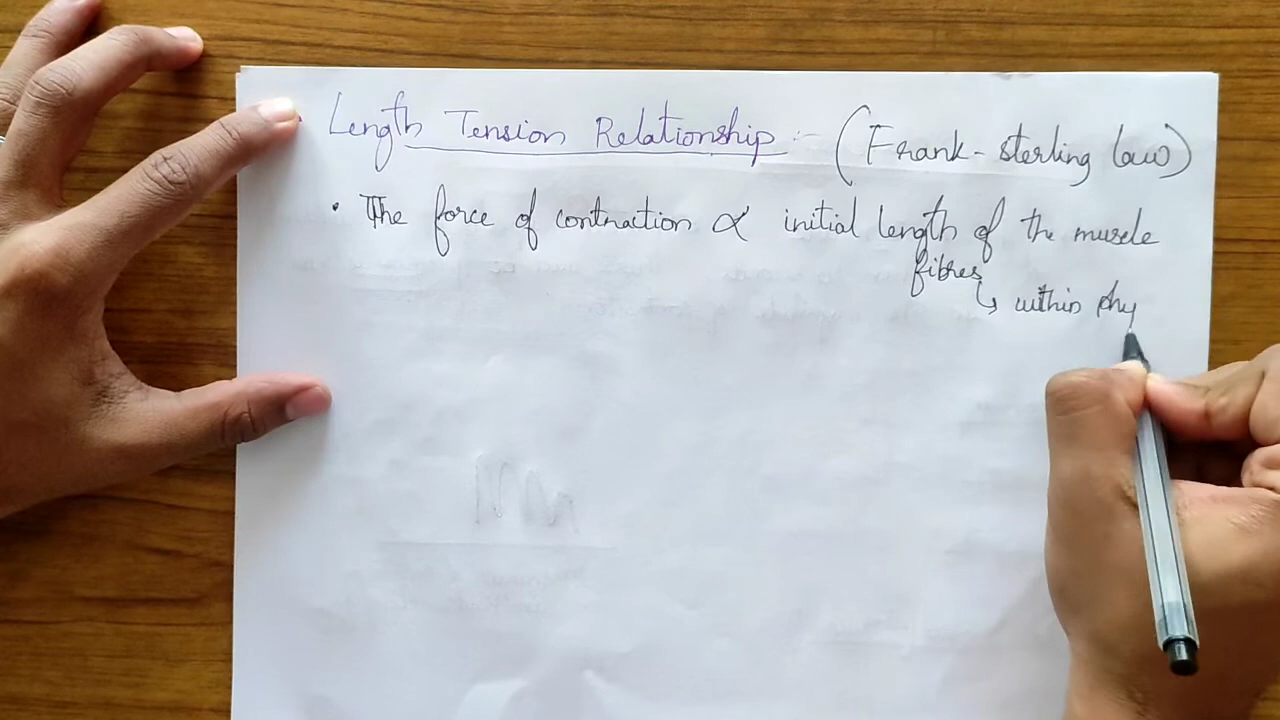 Length Tension Relationship :- (Frank-sterling law)
• The force of contraction ∝ initial length of the muscle
fibres
↳ within phy